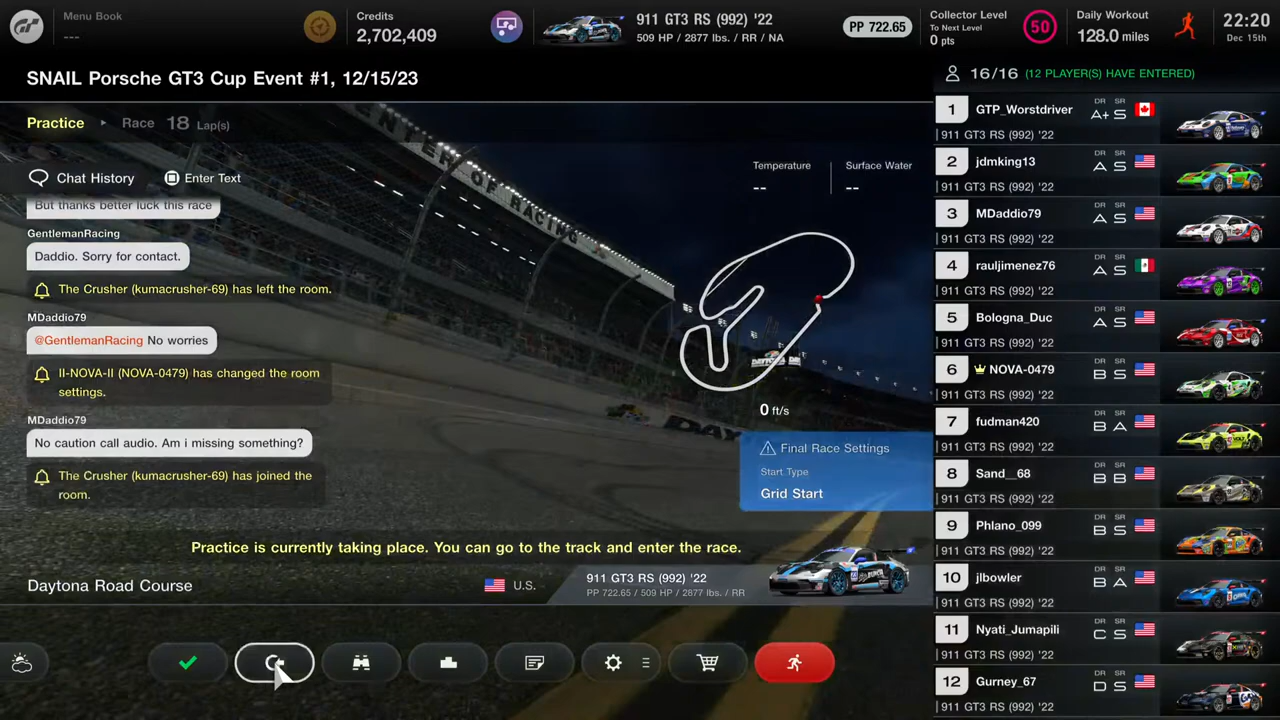 Menu Book
---
Credits
2,702,409
911 GT3 RS (992) '22
509 HP / 2877 lbs. / RR / NA
PP 722.65
Collector Level
To Next Level
0 pts
50
Daily Workout
128.0 miles
22:20
Dec 15th
SNAIL Porsche GT3 Cup Event #1, 12/15/23
Practice
Race 18 Lap(s)
Chat History
Enter Text
But thanks better luck this race
GentlemanRacing
Daddio. Sorry for contact.
The Crusher (kumacrusher-69) has left the room.
MDaddio79
@GentlemanRacing No worries
II-NOVA-II (NOVA-0479) has changed the room
settings.
MDaddio79
No caution call audio. Am i missing something?
The Crusher (kumacrusher-69) has joined the
room.
Temperature
--
Surface Water
--
0 ft/s
Final Race Settings
Start Type
Grid Start
Practice is currently taking place. You can go to the track and enter the race.
Daytona Road Course
U.S.
911 GT3 RS (992) '22
PP 722.65 / 509 HP / 2877 lbs. / RR
16/16 (12 PLAYER(S) HAVE ENTERED)
1 GTP_Worstdriver DR A+ SR S
911 GT3 RS (992) '22
2 jdmking13 DR A SR S
911 GT3 RS (992) '22
3 MDaddio79 DR A SR S
911 GT3 RS (992) '22
4 rauljimenez76 DR A SR S
911 GT3 RS (992) '22
5 Bologna_Duc DR A SR S
911 GT3 RS (992) '22
6 NOVA-0479 DR B SR S
911 GT3 RS (992) '22
7 fudman420 DR B SR A
911 GT3 RS (992) '22
8 Sand__68 DR B SR B
911 GT3 RS (992) '22
9 Phlano_099 DR B SR S
911 GT3 RS (992) '22
10 jlbowler DR B SR A
911 GT3 RS (992) '22
11 Nyati_Jumapili DR C SR S
911 GT3 RS (992) '22
12 Gurney_67 DR D SR S
911 GT3 RS (992) '22